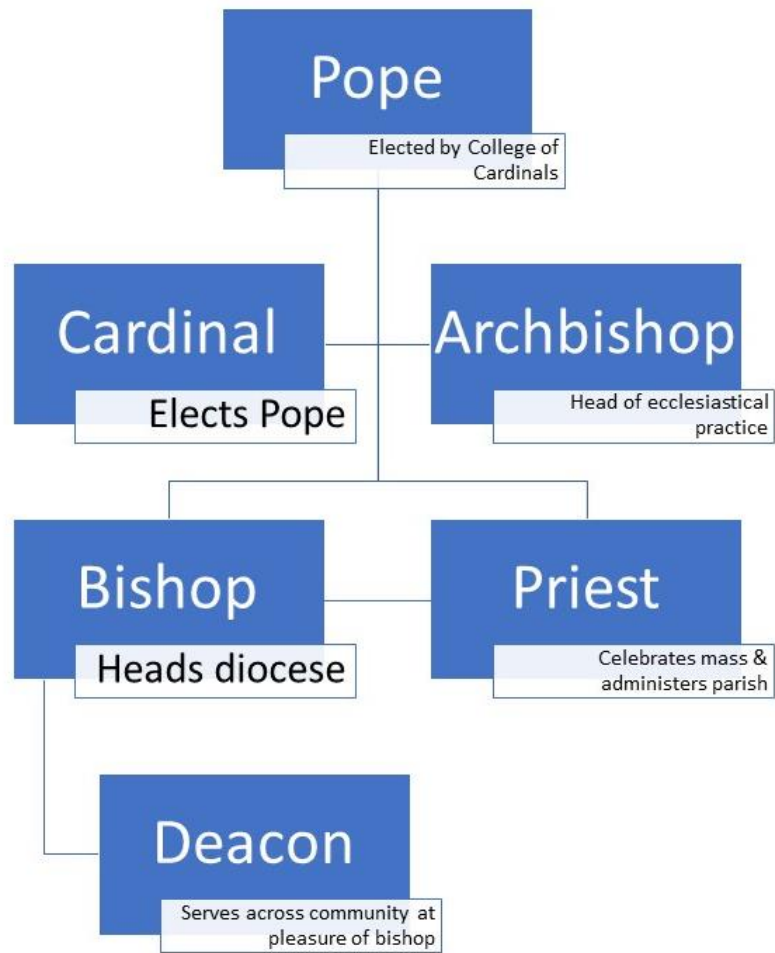 Pope
Elected by College of
Cardinals
Cardinal
Elects Pope
Archbishop
Head of ecclesiastical
practice
Bishop
Heads diocese
Priest
Celebrates mass &
administers parish
Deacon
Serves across community at
pleasure of bishop